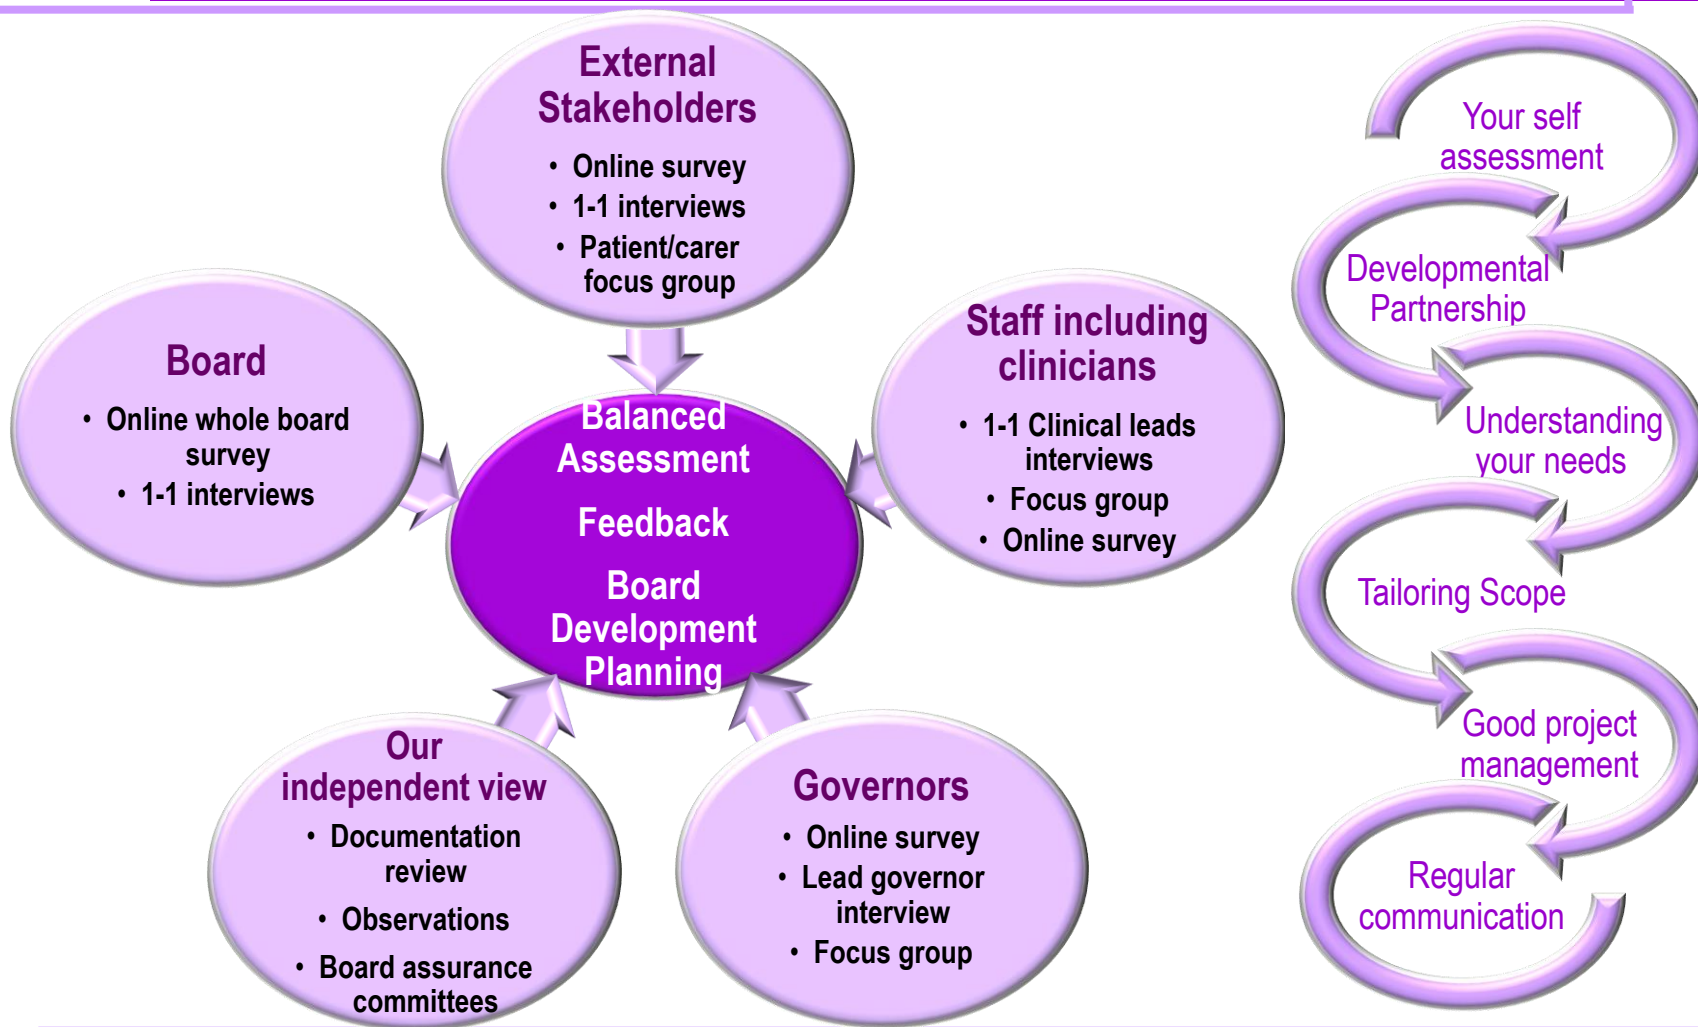 External
Stakeholders
• Online survey
• 1-1 interviews
• Patient/carer
focus group
Board
• Online whole board
survey
• 1-1 interviews
Staff including
clinicians
• 1-1 Clinical leads
interviews
• Focus group
• Online survey
Balanced
Assessment
Feedback
Board
Development
Planning
Our
independent view
• Documentation
review
• Observations
• Board assurance
committees
Governors
• Online survey
• Lead governor
interview
• Focus group
Your self
assessment
Developmental
Partnership
Understanding
your needs
Tailoring Scope
Good project
management
Regular
communication